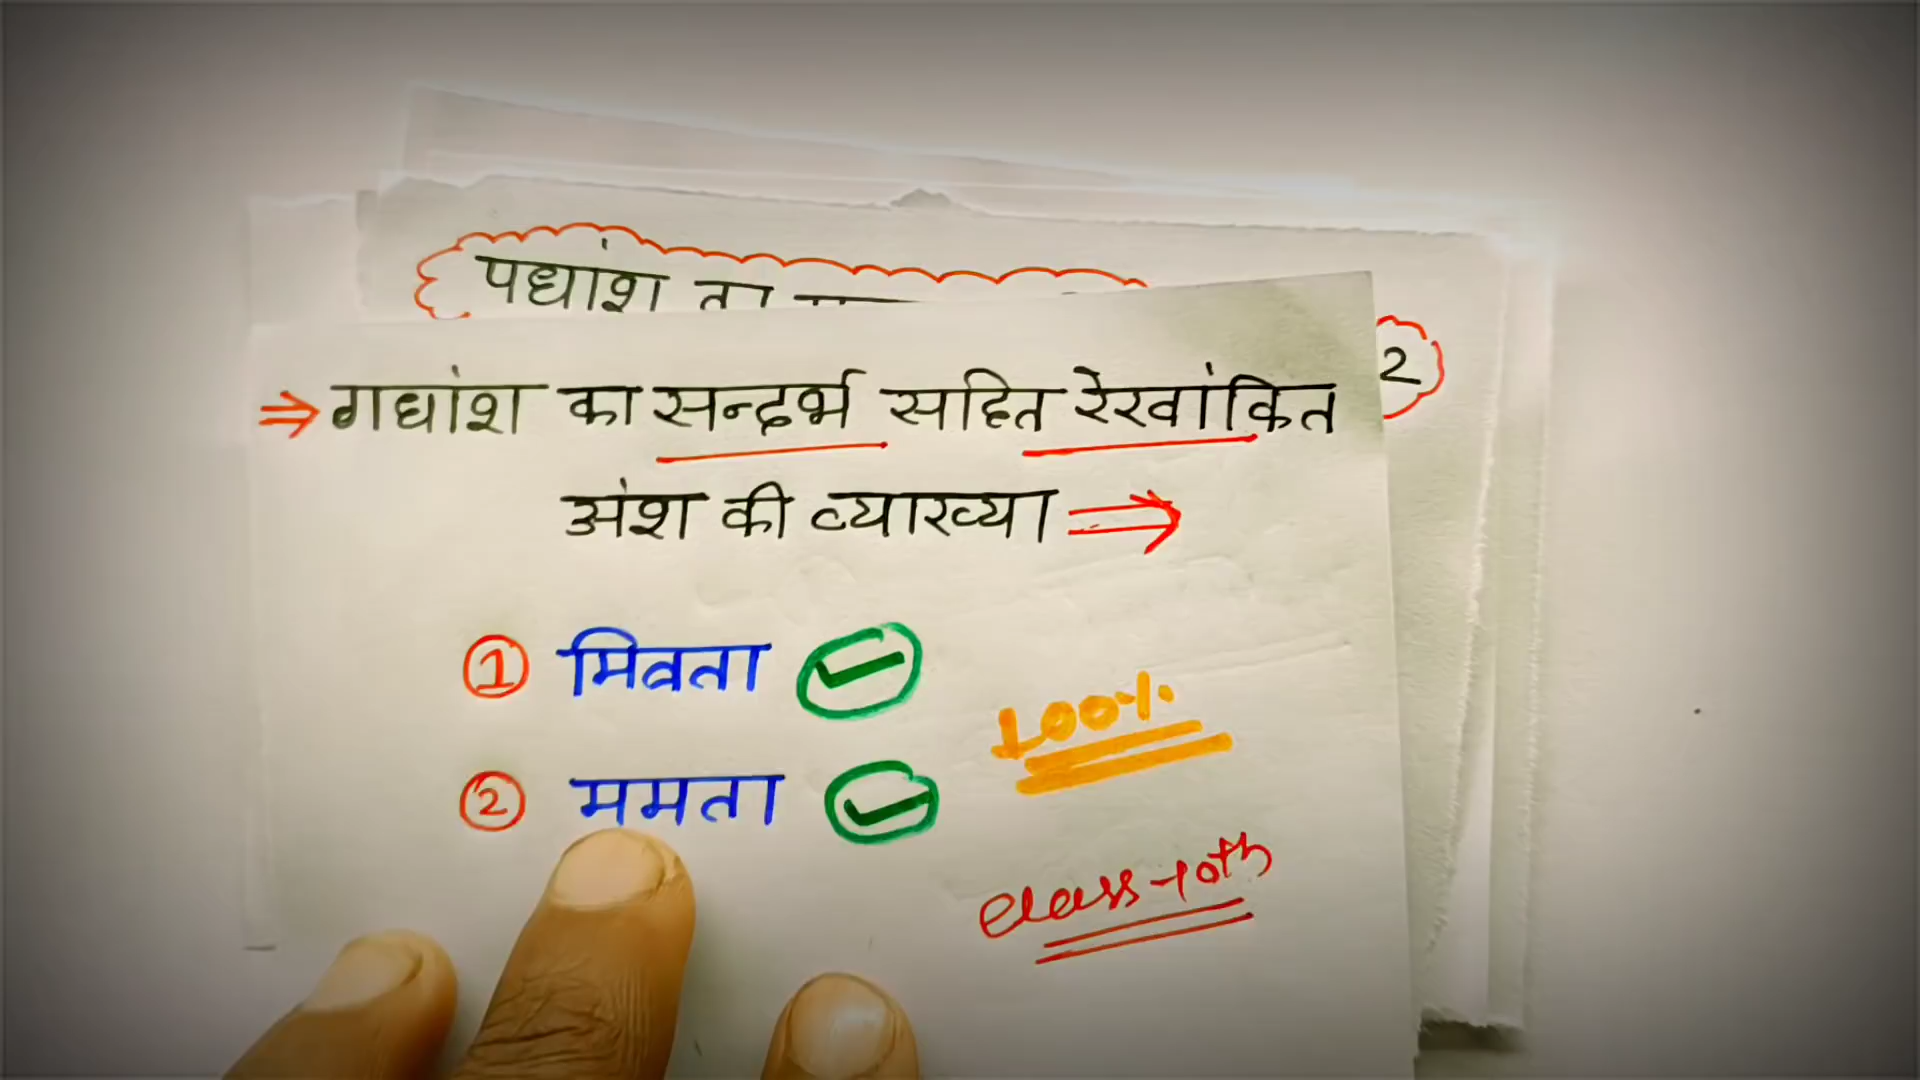 पद्यांश
2
⇒ गद्यांश का सन्दर्भ सहित रेखांकित
अंश की व्याख्या ⇒
① मित्रता ✓
100%
② ममता ✓
class-10th